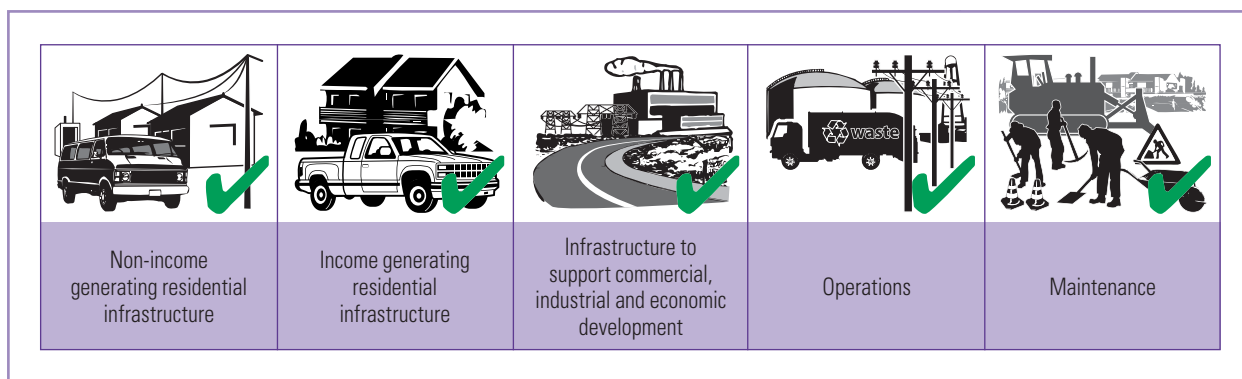 waste
Non-income
generating residential
infrastructure
Income generating
residential
infrastructure
Infrastructure to
support commercial,
industrial and economic
development
Operations
Maintenance